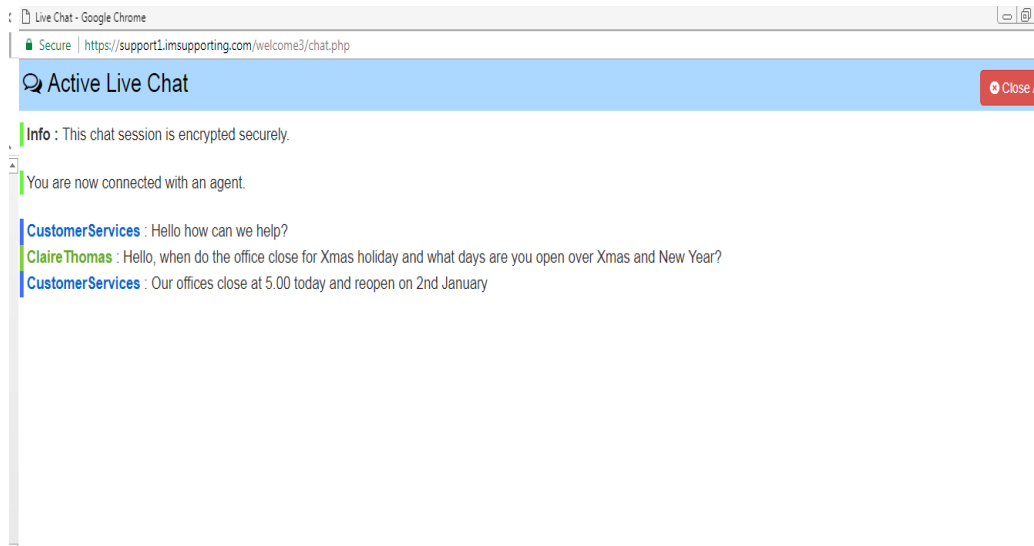 Live Chat - Google Chrome
Secure | https://support1.imsupporting.com/welcome3/chat.php
Active Live Chat
Close
Info : This chat session is encrypted securely.
You are now connected with an agent.
CustomerServices : Hello how can we help?
ClaireThomas : Hello, when do the office close for Xmas holiday and what days are you open over Xmas and New Year?
CustomerServices : Our offices close at 5.00 today and reopen on 2nd January